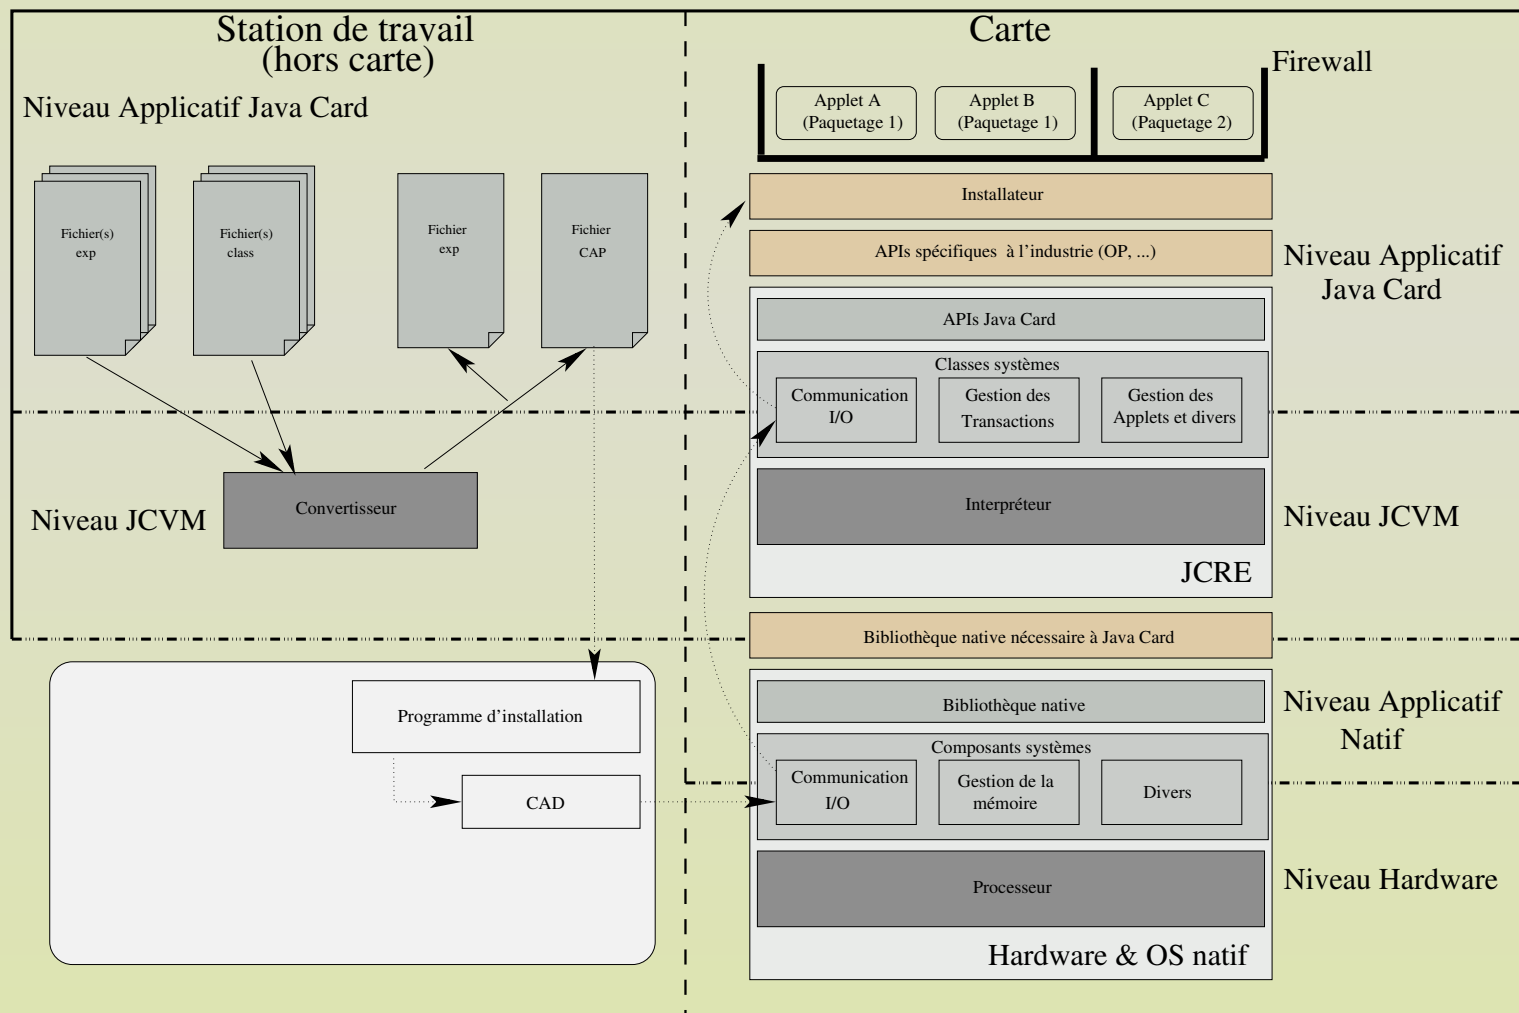 Station de travail
(hors carte)
Carte
Firewall
Niveau Applicatif Java Card
Applet A
(Paquetage 1)
Applet B
(Paquetage 1)
Applet C
(Paquetage 2)
Fichier(s)
exp
Fichier(s)
class
Fichier
exp
Fichier
CAP
Installateur
APIs spécifiques à l'industrie (OP, ...)
Niveau Applicatif
Java Card
APIs Java Card
Classes systèmes
Communication
I/O
Gestion des
Transactions
Gestion des
Applets et divers
Niveau JCVM
Convertisseur
Interpréteur
Niveau JCVM
JCRE
Bibliothèque native nécessaire à Java Card
Programme d'installation
CAD
Bibliothèque native
Niveau Applicatif
Natif
Composants systèmes
Communication
I/O
Gestion de la
mémoire
Divers
Processeur
Niveau Hardware
Hardware & OS natif